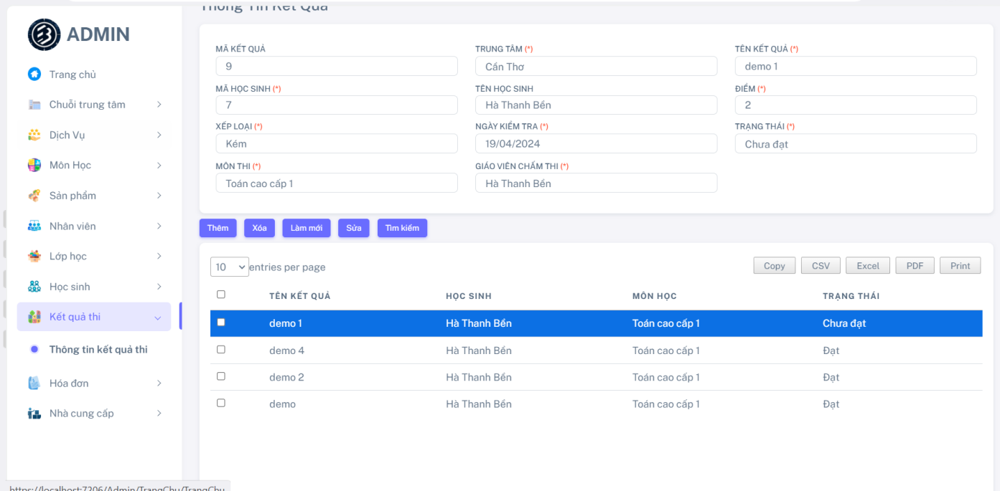 Thông Tin Kết Quả
ADMIN
Trang chủ
Chuỗi trung tâm
Dịch Vụ
Môn Học
Sản phẩm
Nhân viên
Lớp học
Học sinh
Kết quả thi
Thông tin kết quả thi
Hóa đơn
Nhà cung cấp
MÃ KẾT QUẢ
9
TRUNG TÂM (*)
Cần Thơ
TÊN KẾT QUẢ (*)
demo 1
MÃ HỌC SINH (*)
7
TÊN HỌC SINH
Hà Thanh Bền
ĐIỂM (*)
2
XẾP LOẠI (*)
Kém
NGÀY KIỂM TRA (*)
19/04/2024
TRẠNG THÁI (*)
Chưa đạt
MÔN THI (*)
Toán cao cấp 1
GIÁO VIÊN CHẤM THI (*)
Hà Thanh Bền
Thêm Xóa Làm mới Sửa Tìm kiếm
10 entries per page Copy CSV Excel PDF Print
TÊN KẾT QUẢ HỌC SINH MÔN HỌC TRẠNG THÁI
demo 1 Hà Thanh Bền Toán cao cấp 1 Chưa đạt
demo 4 Hà Thanh Bền Toán cao cấp 1 Đạt
demo 2 Hà Thanh Bền Toán cao cấp 1 Đạt
demo Hà Thanh Bền Toán cao cấp 1 Đạt
https://localhost:7206/Admin/TrangChu/TrangChu